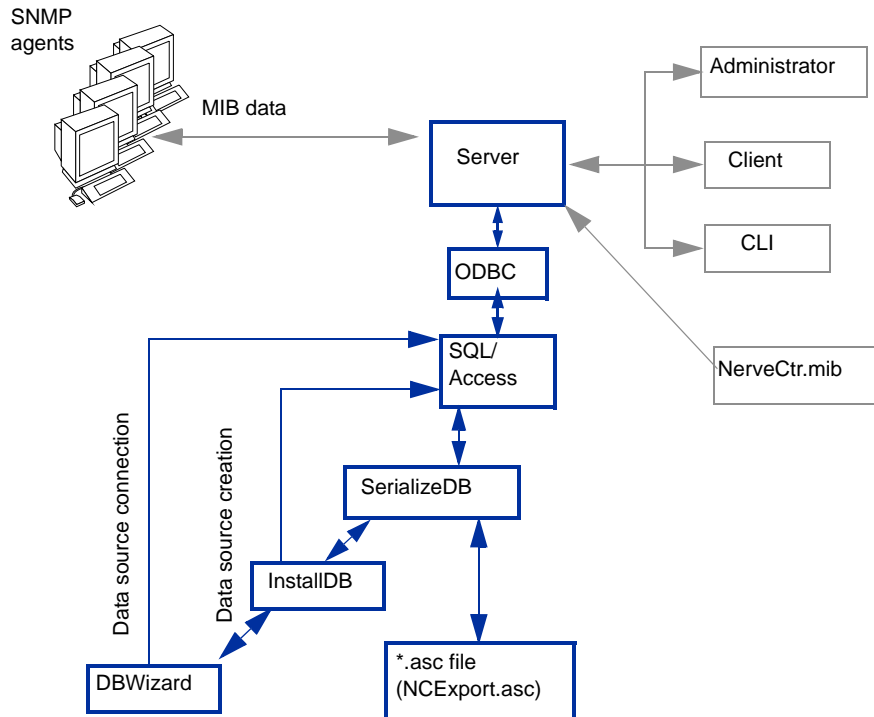 SNMP
agents
MIB data
Server
Administrator
Client
CLI
ODBC
SQL/
Access
NerveCtr.mib
Data source connection
Data source creation
SerializeDB
InstallDB
DBWizard
*.asc file
(NCExport.asc)